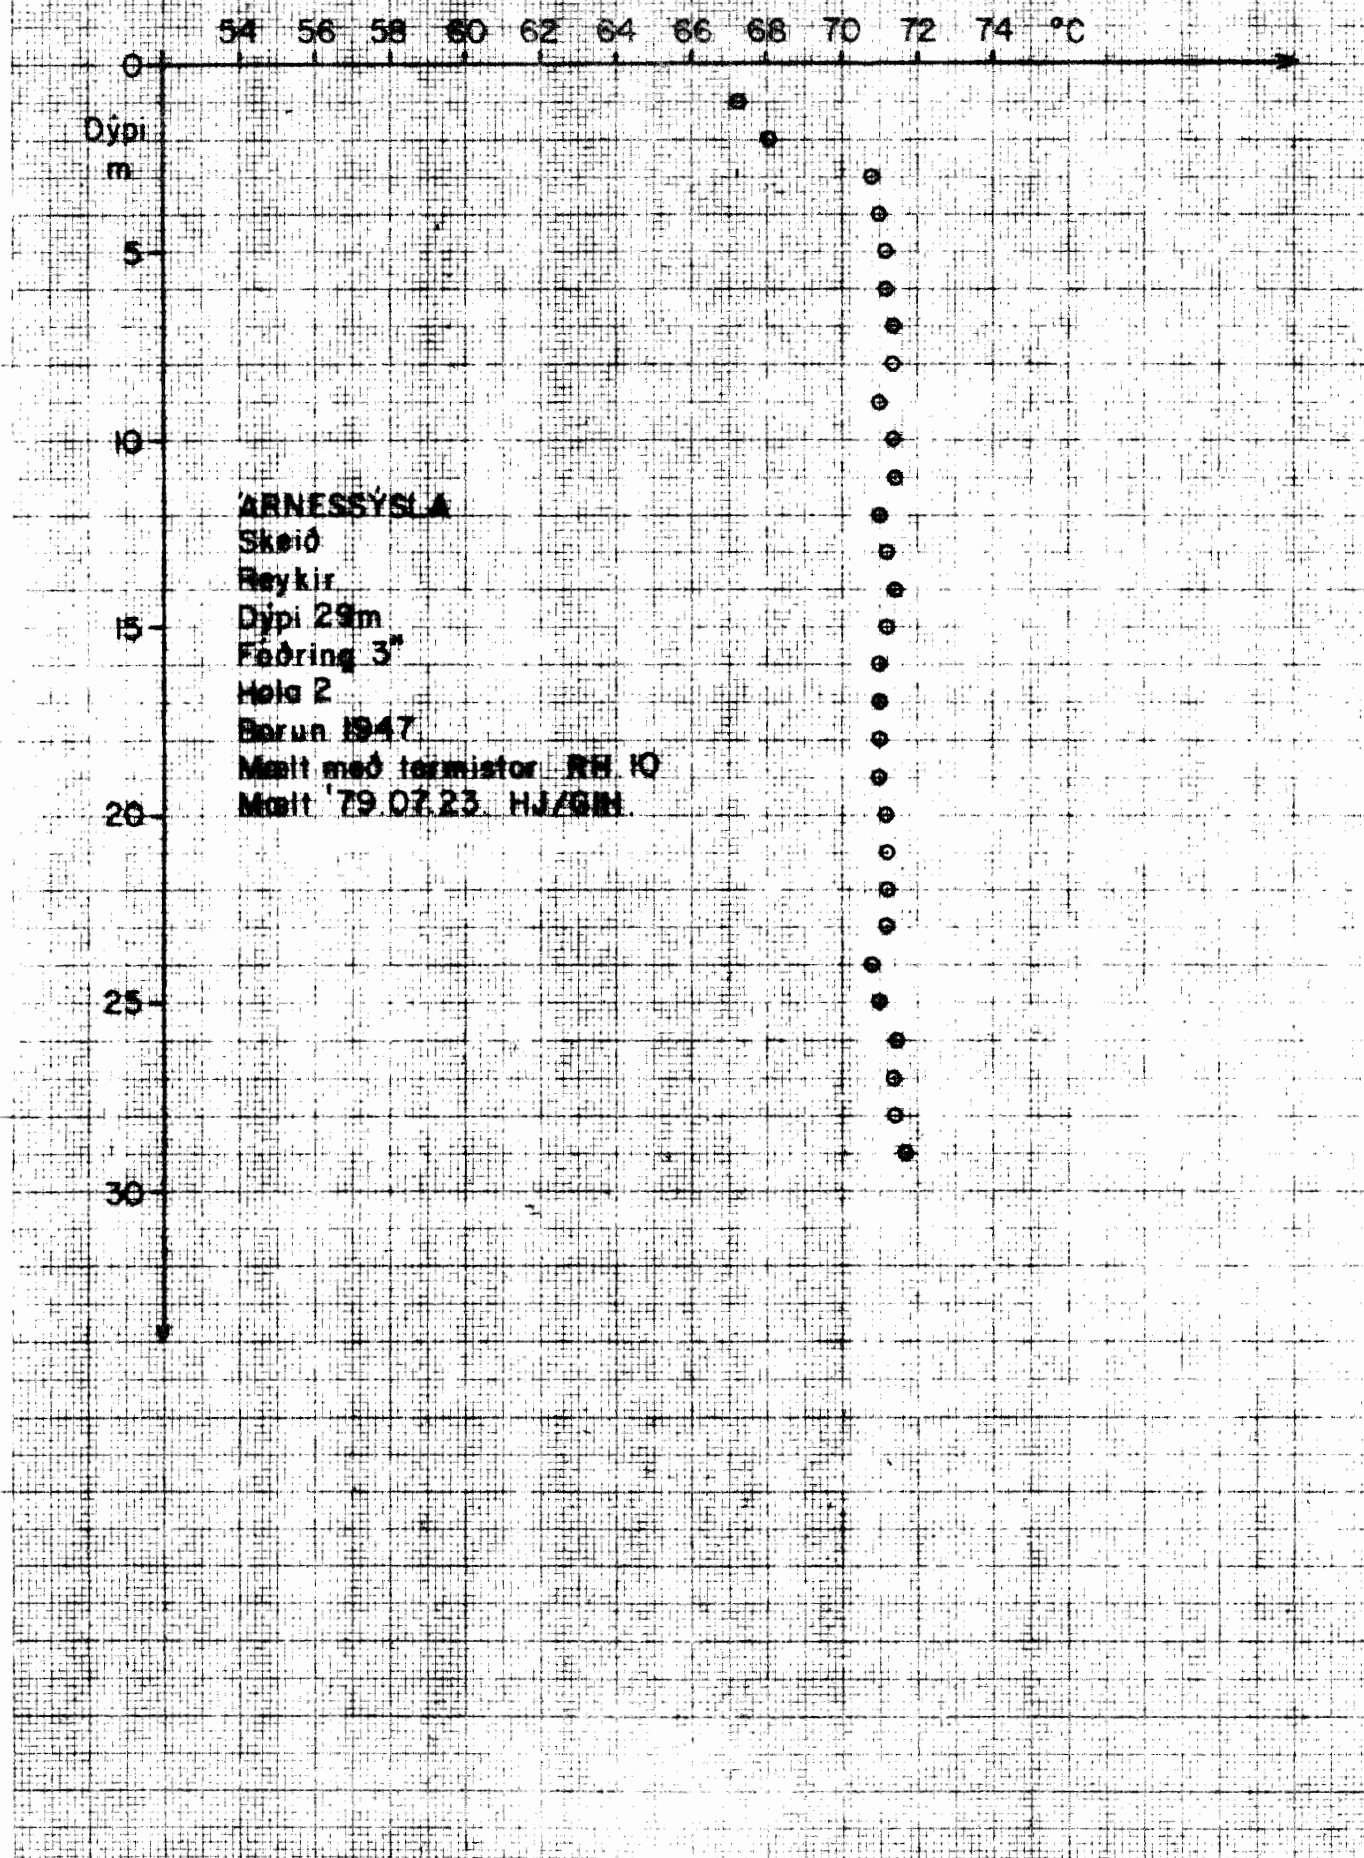 54 56 58 60 62 64 66 68 70 72 74 °C
0
Dýpi
m
5
10
ÁRNESSÝSLA
Skeið
Reykir
Dýpi 29m
15
Fóðring 3"
Hola 2
Borun 1947
Mælt með termistor RH 10
Mælt '79.07.23. HJ/GIH.
20
25
30